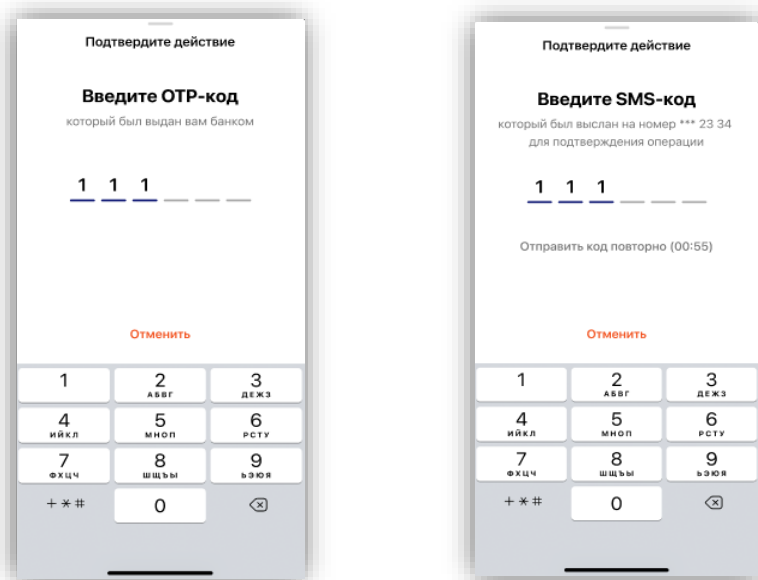 Подтвердите действие
Введите OTP-код
который был выдан вам банком
1 1 1
Отменить
1 2 3
АБВГ ДЕЖЗ
4 5 6
ИЙКЛ МНОП РСТУ
7 8 9
ФХЦЧ ШЩЪЫ ЬЭЮЯ
+ * # 0
Подтвердите действие
Введите SMS-код
который был выслан на номер *** 23 34
для подтверждения операции
1 1 1
Отправить код повторно (00:55)
Отменить
1 2 3
АБВГ ДЕЖЗ
4 5 6
ИЙКЛ МНОП РСТУ
7 8 9
ФХЦЧ ШЩЪЫ ЬЭЮЯ
+ * # 0